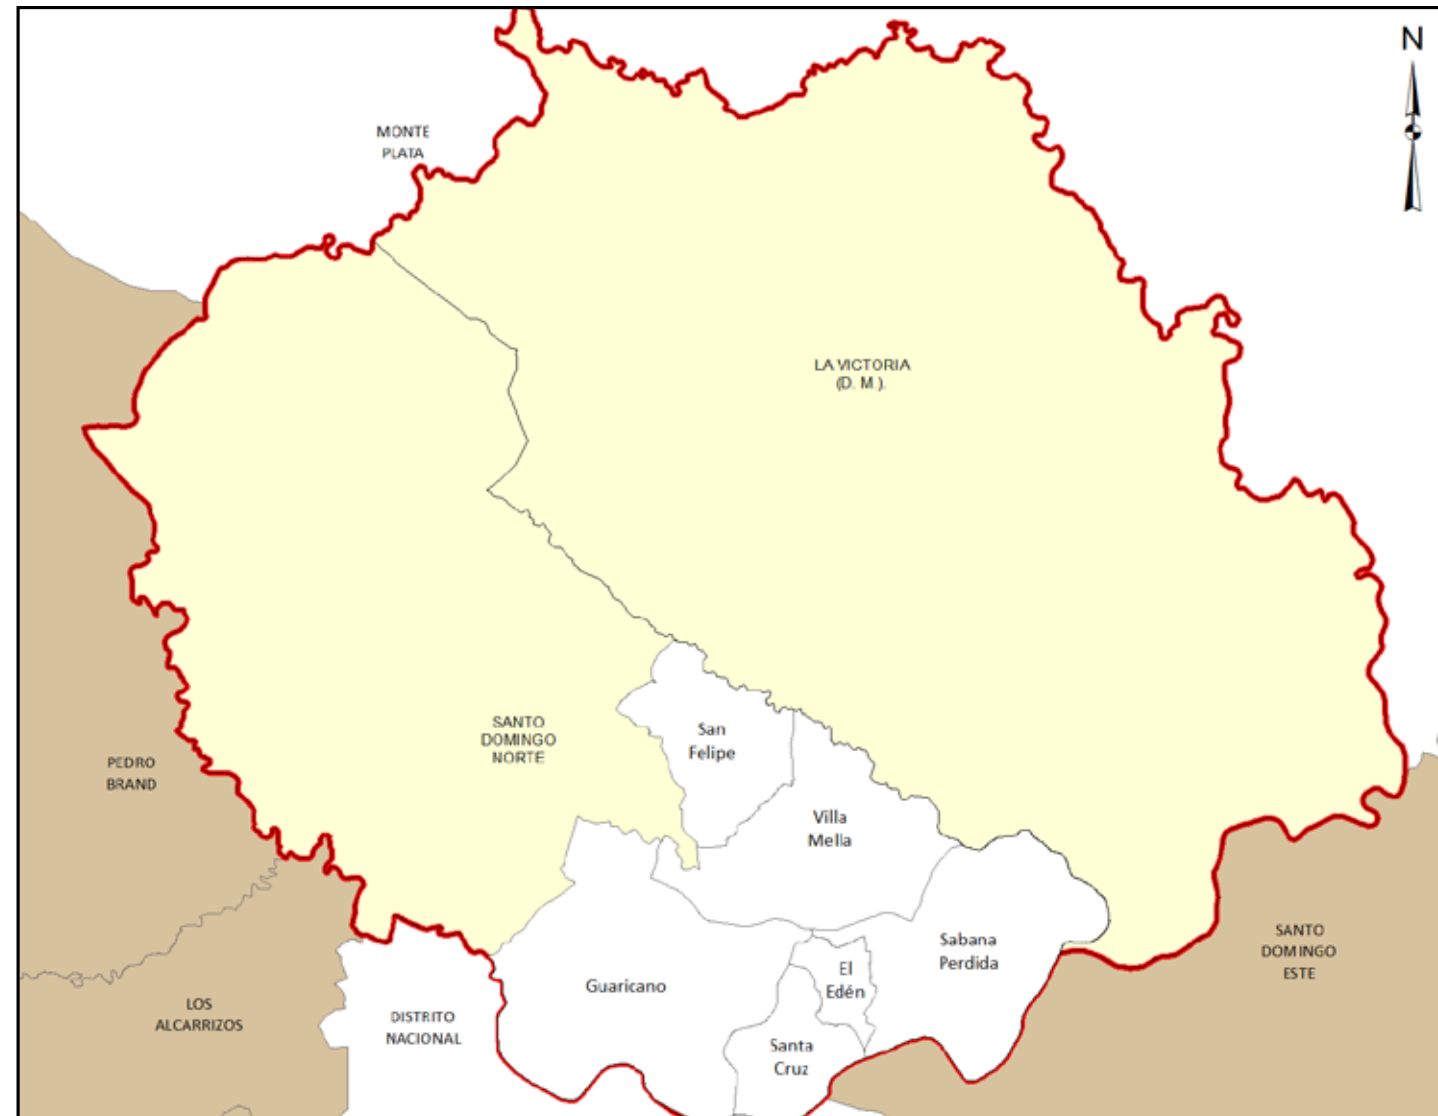 N
MONTE
PLATA
LA VICTORIA
(D. M.).
SANTO
DOMINGO
NORTE
San
Felipe
PEDRO
BRAND
Villa
Mella
Sabana
Perdida
SANTO
DOMINGO
ESTE
El
Edén
Guaricano
LOS
ALCARRIZOS
DISTRITO
NACIONAL
Santa
Cruz